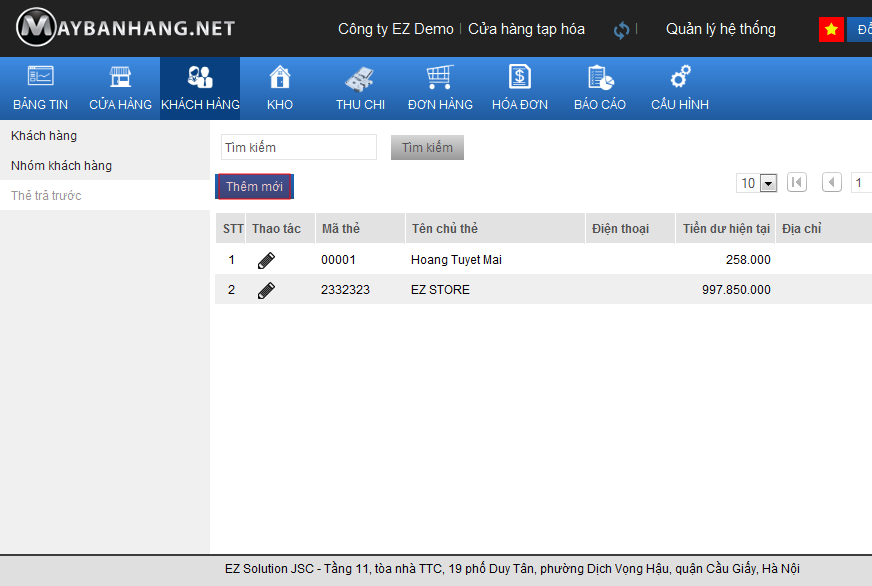 MAYBANHANG.NET
Công ty EZ Demo | Cửa hàng tạp hóa | Quản lý hệ thống
BẢNG TIN CỬA HÀNG KHÁCH HÀNG KHO THU CHI ĐƠN HÀNG HÓA ĐƠN BÁO CÁO CẤU HÌNH
Khách hàng
Nhóm khách hàng
Thẻ trả trước
Tìm kiếm Tìm kiếm
Thêm mới
10 1
STT Thao tác Mã thẻ Tên chủ thẻ Điện thoại Tiền dư hiện tại Địa chỉ
1 00001 Hoang Tuyet Mai 258.000
2 2332323 EZ STORE 997.850.000
EZ Solution JSC - Tầng 11, tòa nhà TTC, 19 phố Duy Tân, phường Dịch Vọng Hậu, quận Cầu Giấy, Hà Nội